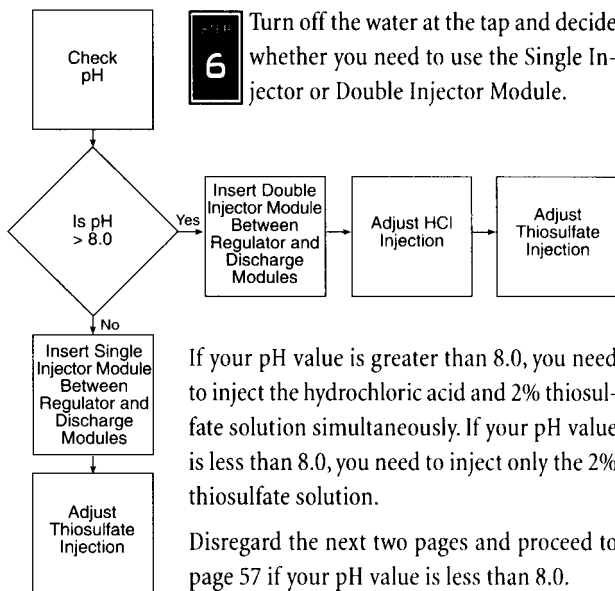 Check
pH
STEP
6
Turn off the water at the tap and decide
whether you need to use the Single In-
jector or Double Injector Module.
Is pH
> 8.0
Yes
Insert Double
Injector Module
Between
Regulator and
Discharge
Modules
Adjust HCl
Injection
Adjust
Thiosulfate
Injection
No
Insert Single
Injector Module
Between
Regulator and
Discharge
Modules
Adjust
Thiosulfate
Injection
If your pH value is greater than 8.0, you need
to inject the hydrochloric acid and 2% thiosul-
fate solution simultaneously. If your pH value
is less than 8.0, you need to inject only the 2%
thiosulfate solution.
Disregard the next two pages and proceed to
page 57 if your pH value is less than 8.0.